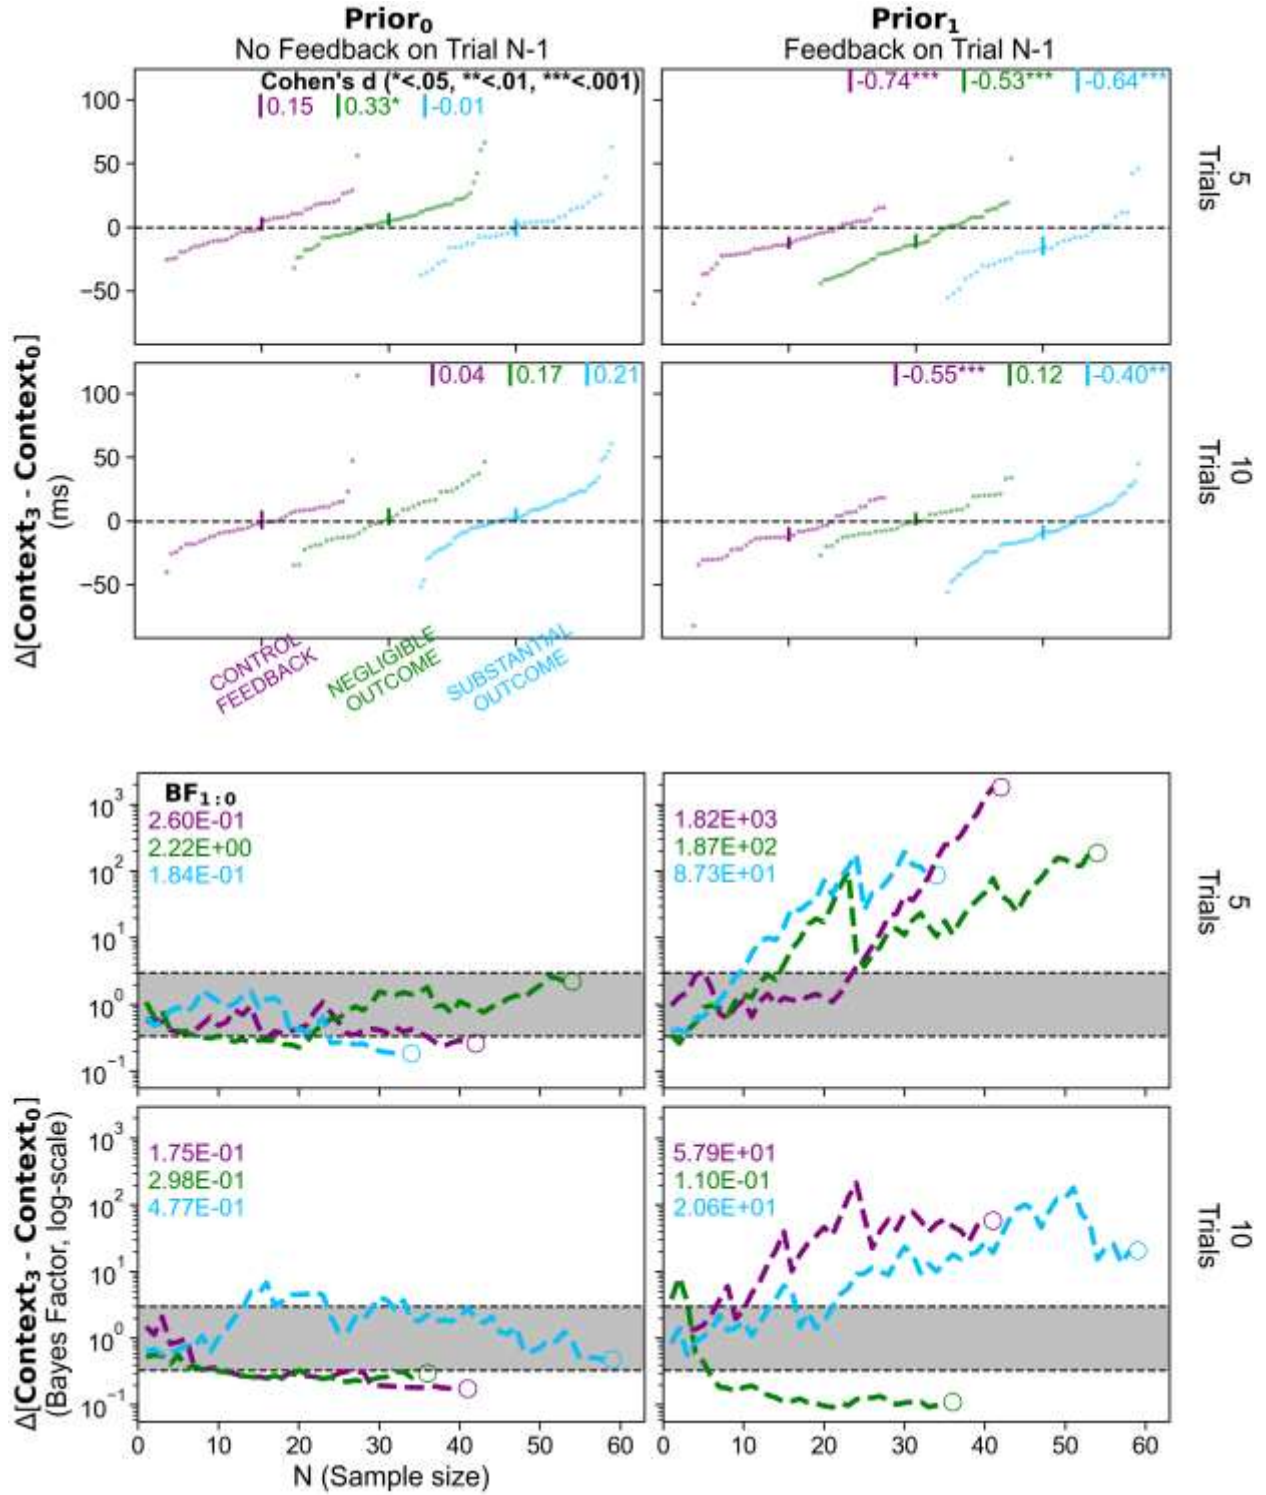 Prior0 Prior1
No Feedback on Trial N-1 Feedback on Trial N-1
Cohen's d (*<.05, **<.01, ***<.001)
0.15 0.33* -0.01
-0.74*** -0.53*** -0.64***
100
50
0
−50
5
Trials
0.04 0.17 0.21
-0.55*** 0.12 -0.40**
100
50
0
−50
10
Trials
Δ[Context3 - Context0]
(ms)
CONTROL
FEEDBACK
NEGLIGIBLE
OUTCOME
SUBSTANTIAL
OUTCOME
BF1:0
2.60E-01
2.22E+00
1.84E-01
1.82E+03
1.87E+02
8.73E+01
10^3
10^2
10^1
10^0
10^−1
5
Trials
1.75E-01
2.98E-01
4.77E-01
5.79E+01
1.10E-01
2.06E+01
10^3
10^2
10^1
10^0
10^−1
10
Trials
Δ[Context3 - Context0]
(Bayes Factor, log-scale)
0 10 20 30 40 50 60
0 10 20 30 40 50 60
N (Sample size)